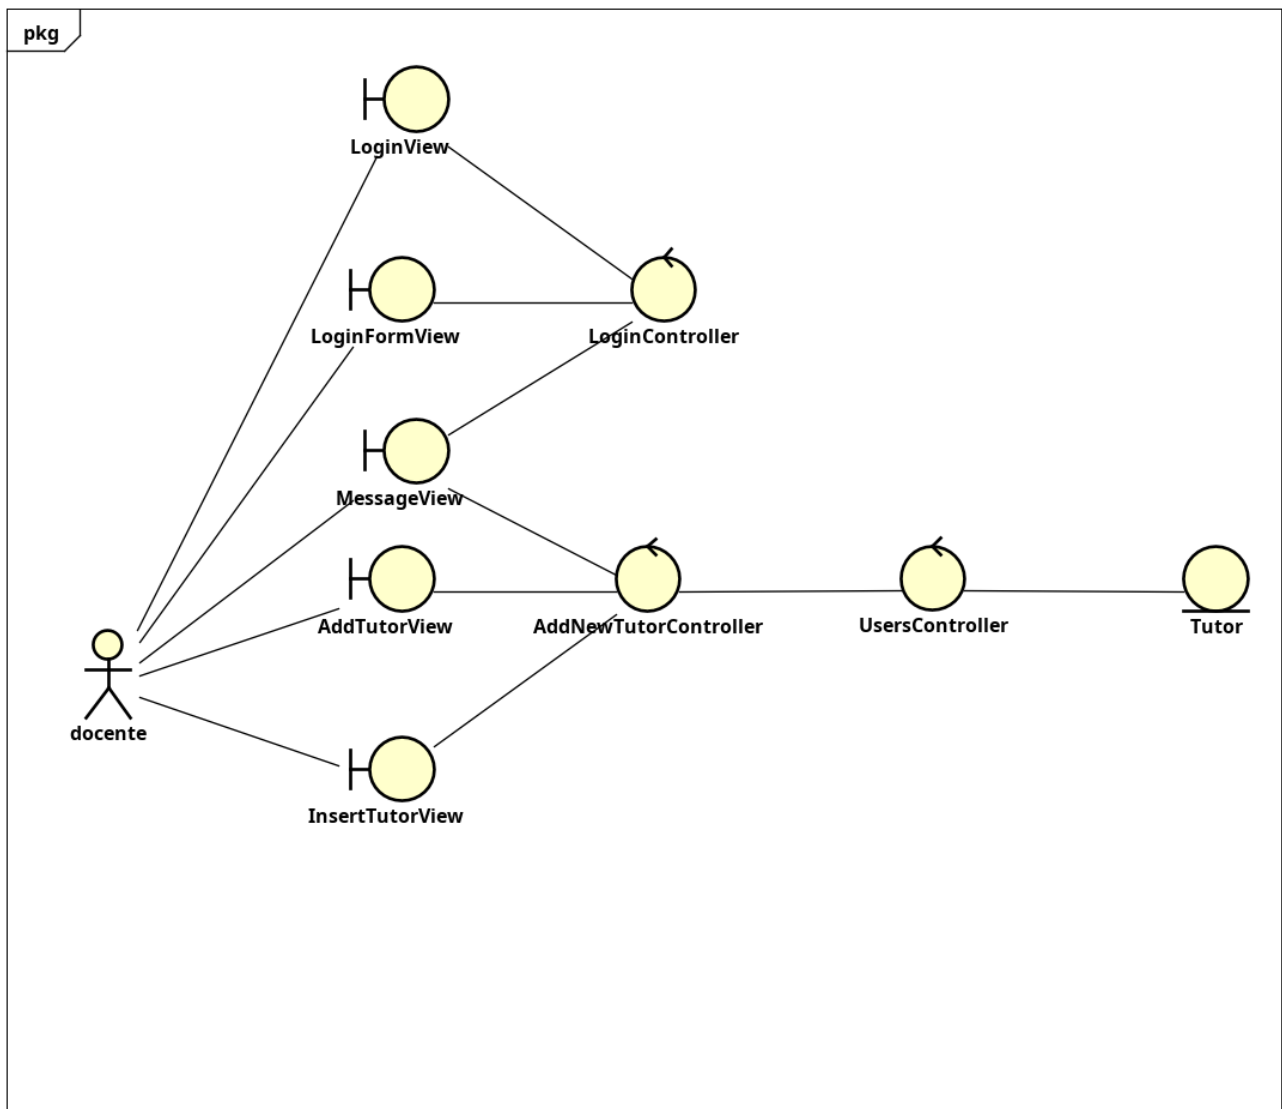 pkg
LoginView
LoginFormView
LoginController
MessageView
AddTutorView
AddNewTutorController
UsersController
Tutor
docente
InsertTutorView